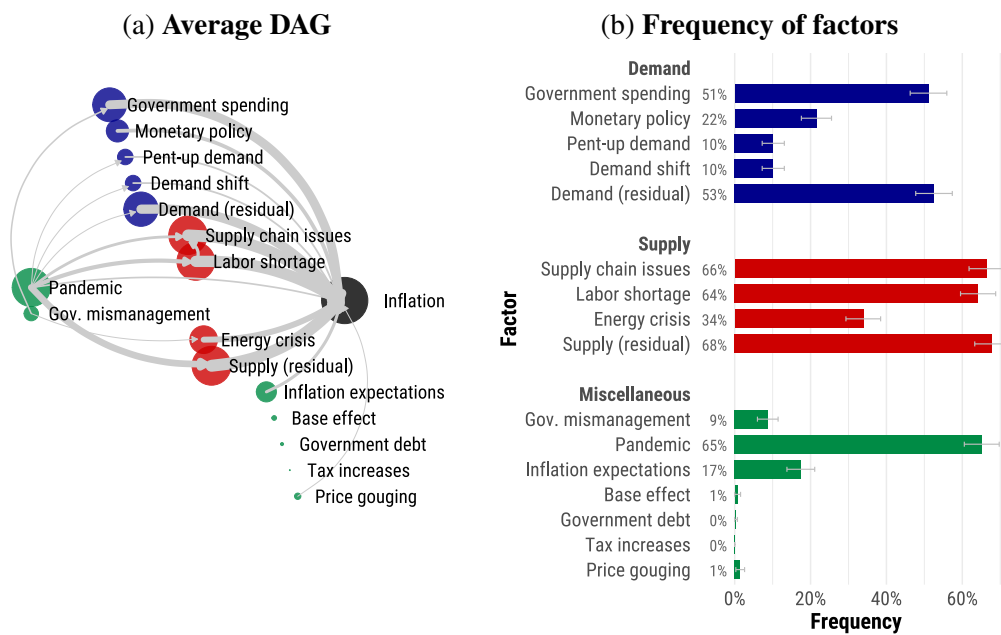 (a) Average DAG
Government spending
Monetary policy
Pent-up demand
Demand shift
Demand (residual)
Supply chain issues
Labor shortage
Pandemic
Inflation
Gov. mismanagement
Energy crisis
Supply (residual)
Inflation expectations
Base effect
Government debt
Tax increases
Price gouging
(b) Frequency of factors
Factor
Demand
Government spending 51%
Monetary policy 22%
Pent-up demand 10%
Demand shift 10%
Demand (residual) 53%
Supply
Supply chain issues 66%
Labor shortage 64%
Energy crisis 34%
Supply (residual) 68%
Miscellaneous
Gov. mismanagement 9%
Pandemic 65%
Inflation expectations 17%
Base effect 1%
Government debt 0%
Tax increases 0%
Price gouging 1%
0% 20% 40% 60%
Frequency